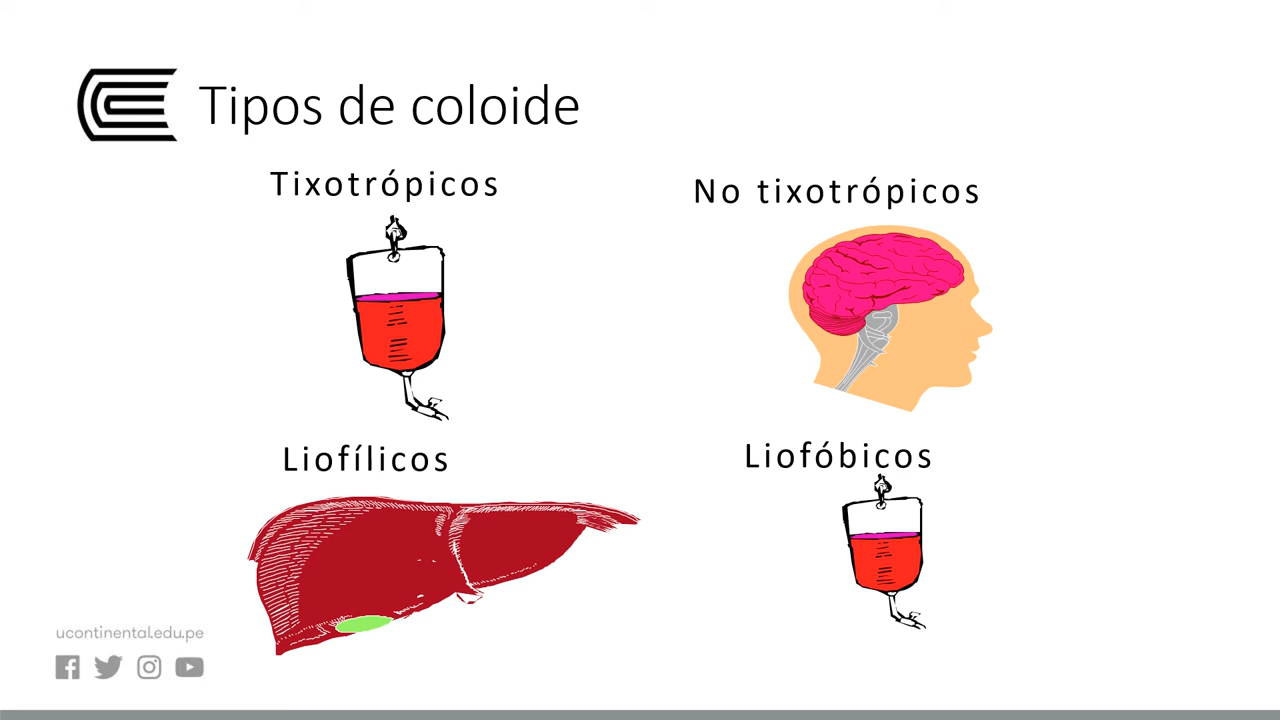 Tipos de coloide
Tixotrópicos
No tixotrópicos
Liofílicos
Liofóbicos
ucontinental.edu.pe